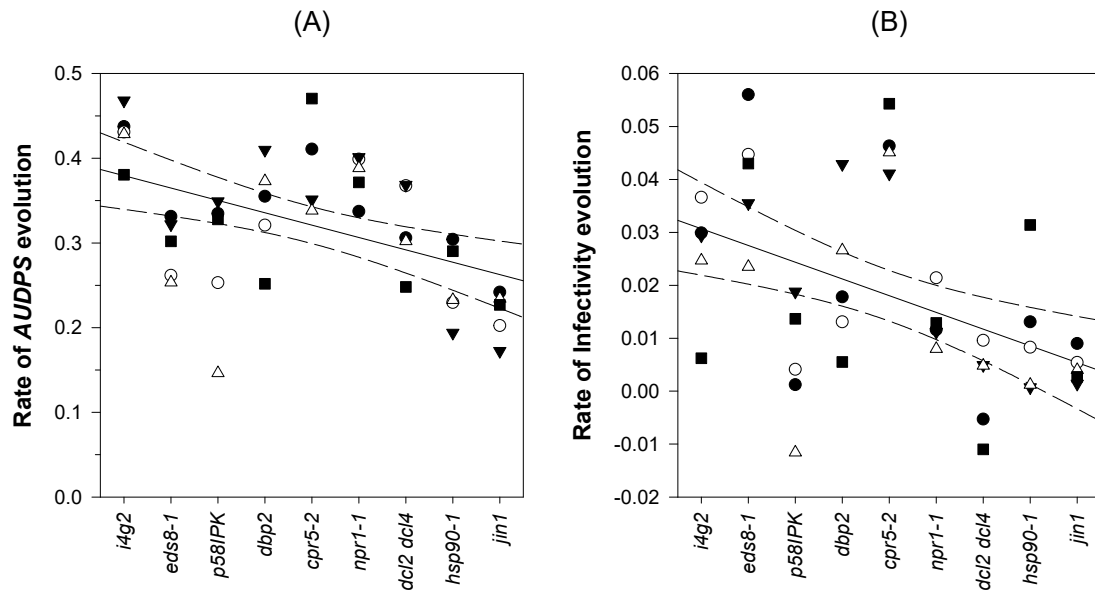 (A)
(B)
Rate of AUDPS evolution
0.5
0.4
0.3
0.2
0.1
0.0
i4g2
eds8-1
p58IPK
dbp2
cpr5-2
npr1-1
dcl2 dcl4
hsp90-1
jin1
Rate of Infectivity evolution
0.06
0.05
0.04
0.03
0.02
0.01
0.00
-0.01
-0.02
i4g2
eds8-1
p58IPK
dbp2
cpr5-2
npr1-1
dcl2 dcl4
hsp90-1
jin1